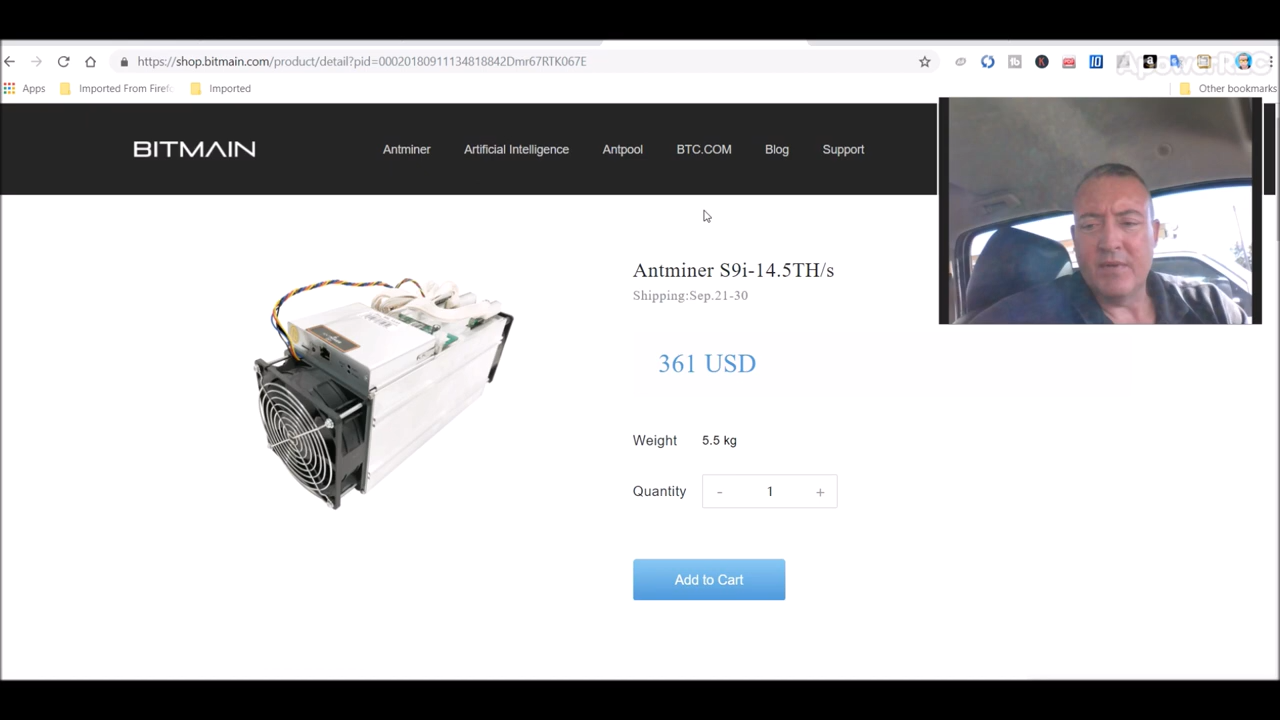 ApowerREC
https://shop.bitmain.com/product/detail?pid=00020180911134818842Dmr67RTK067E
Apps Imported From Firef Imported Other bookmarks
BITMAIN Antminer Artificial Intelligence Antpool BTC.COM Blog Support
Antminer S9i-14.5TH/s
Shipping:Sep.21-30
361 USD
Weight 5.5 kg
Quantity - 1 +
Add to Cart